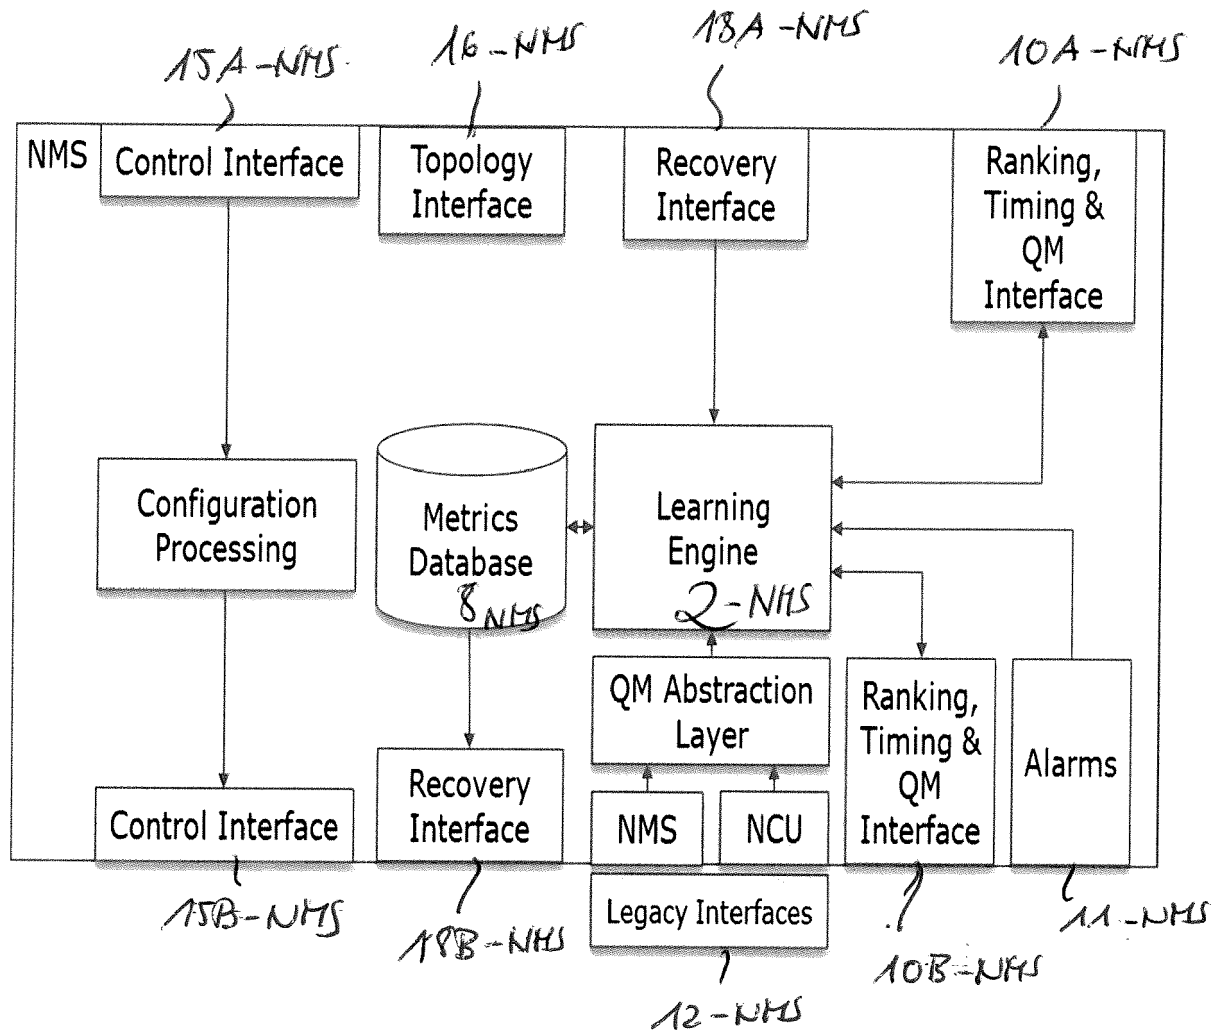 15A-NMS
16-NMS
18A-NMS
10A-NMS
NMS
Control Interface
Topology
Interface
Recovery
Interface
Ranking,
Timing &
QM
Interface
Configuration
Processing
Metrics
Database
8 NMS
Learning
Engine
2-NMS
QM Abstraction
Layer
Ranking,
Timing &
QM
Interface
Alarms
Control Interface
Recovery
Interface
NMS
NCU
Legacy Interfaces
15B-NMS
18B-NMS
12-NMS
10B-NMS
11-NMS